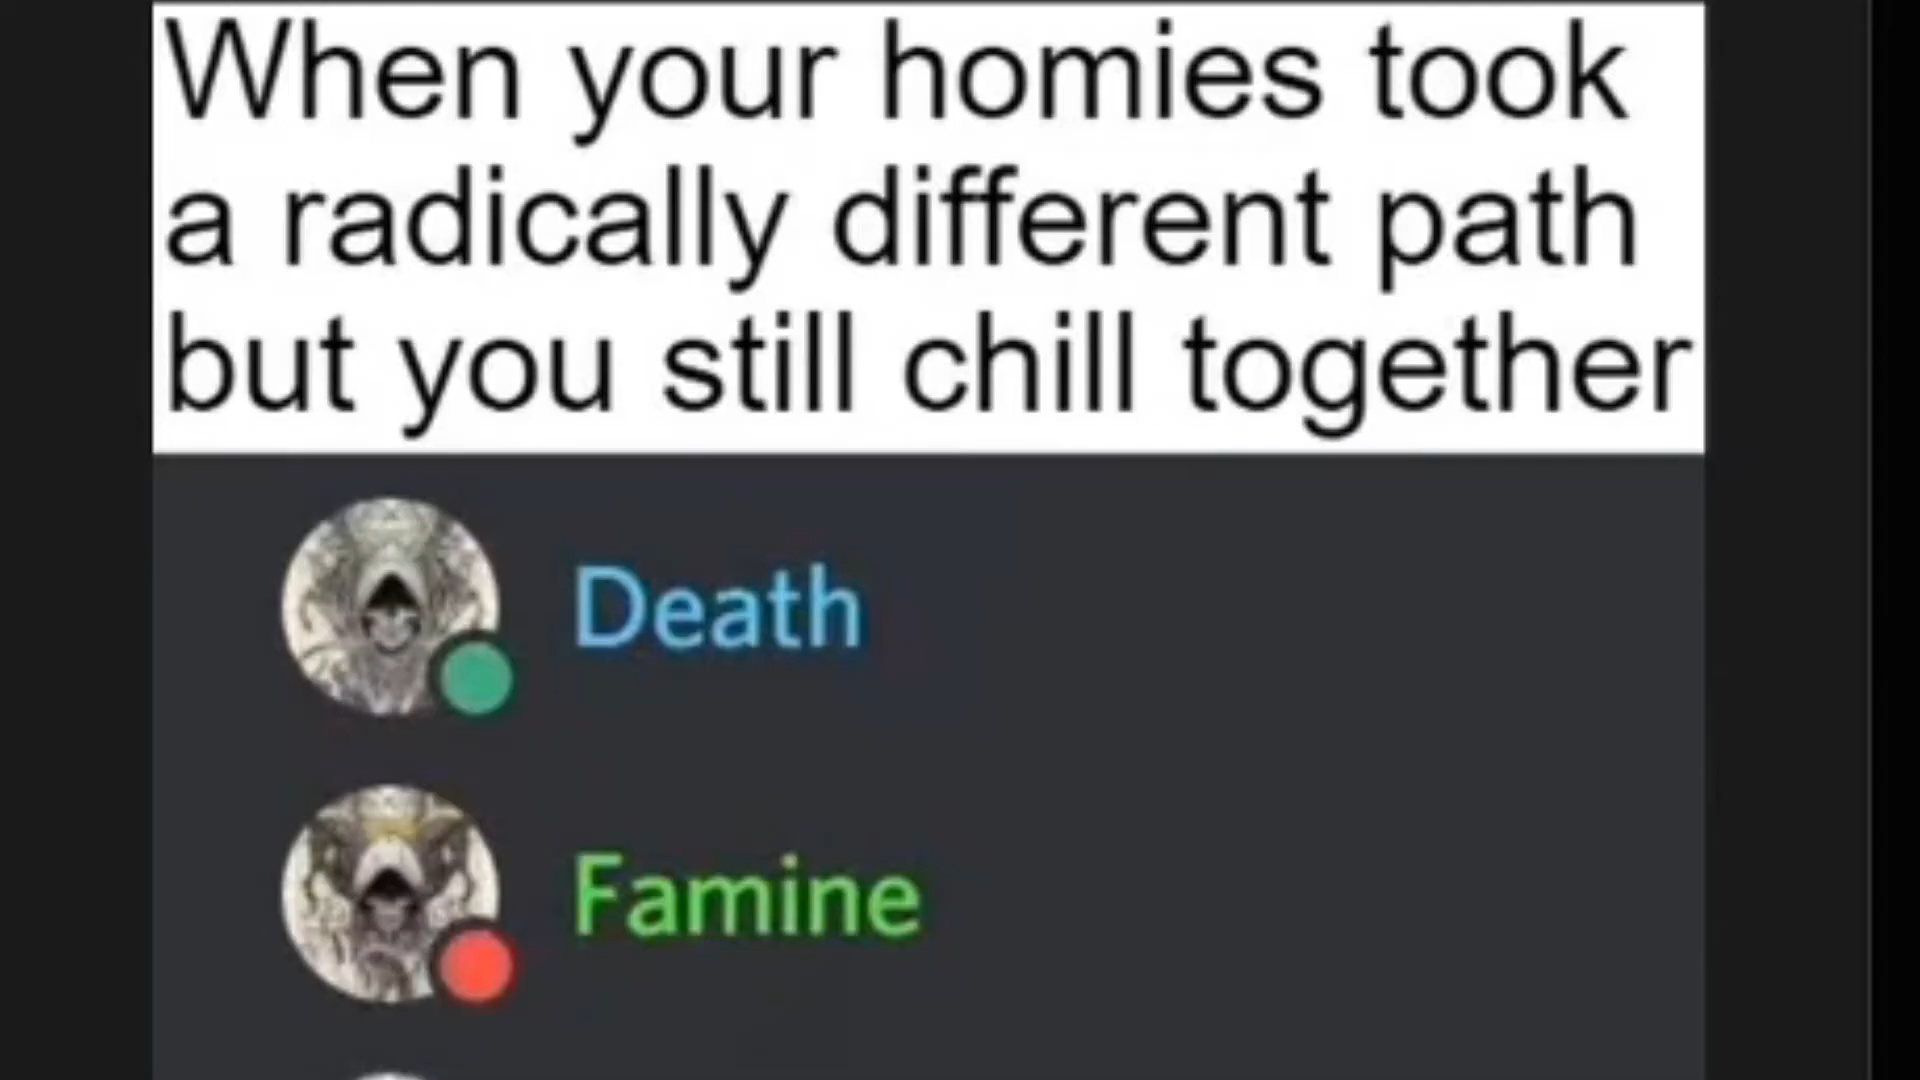 When your homies took
a radically different path
but you still chill together
Death
Famine